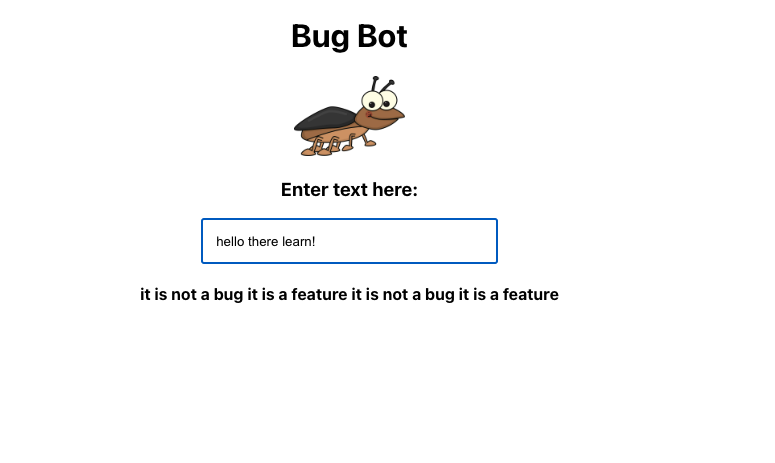 Bug Bot
Enter text here:
hello there learn!
it is not a bug it is a feature it is not a bug it is a feature